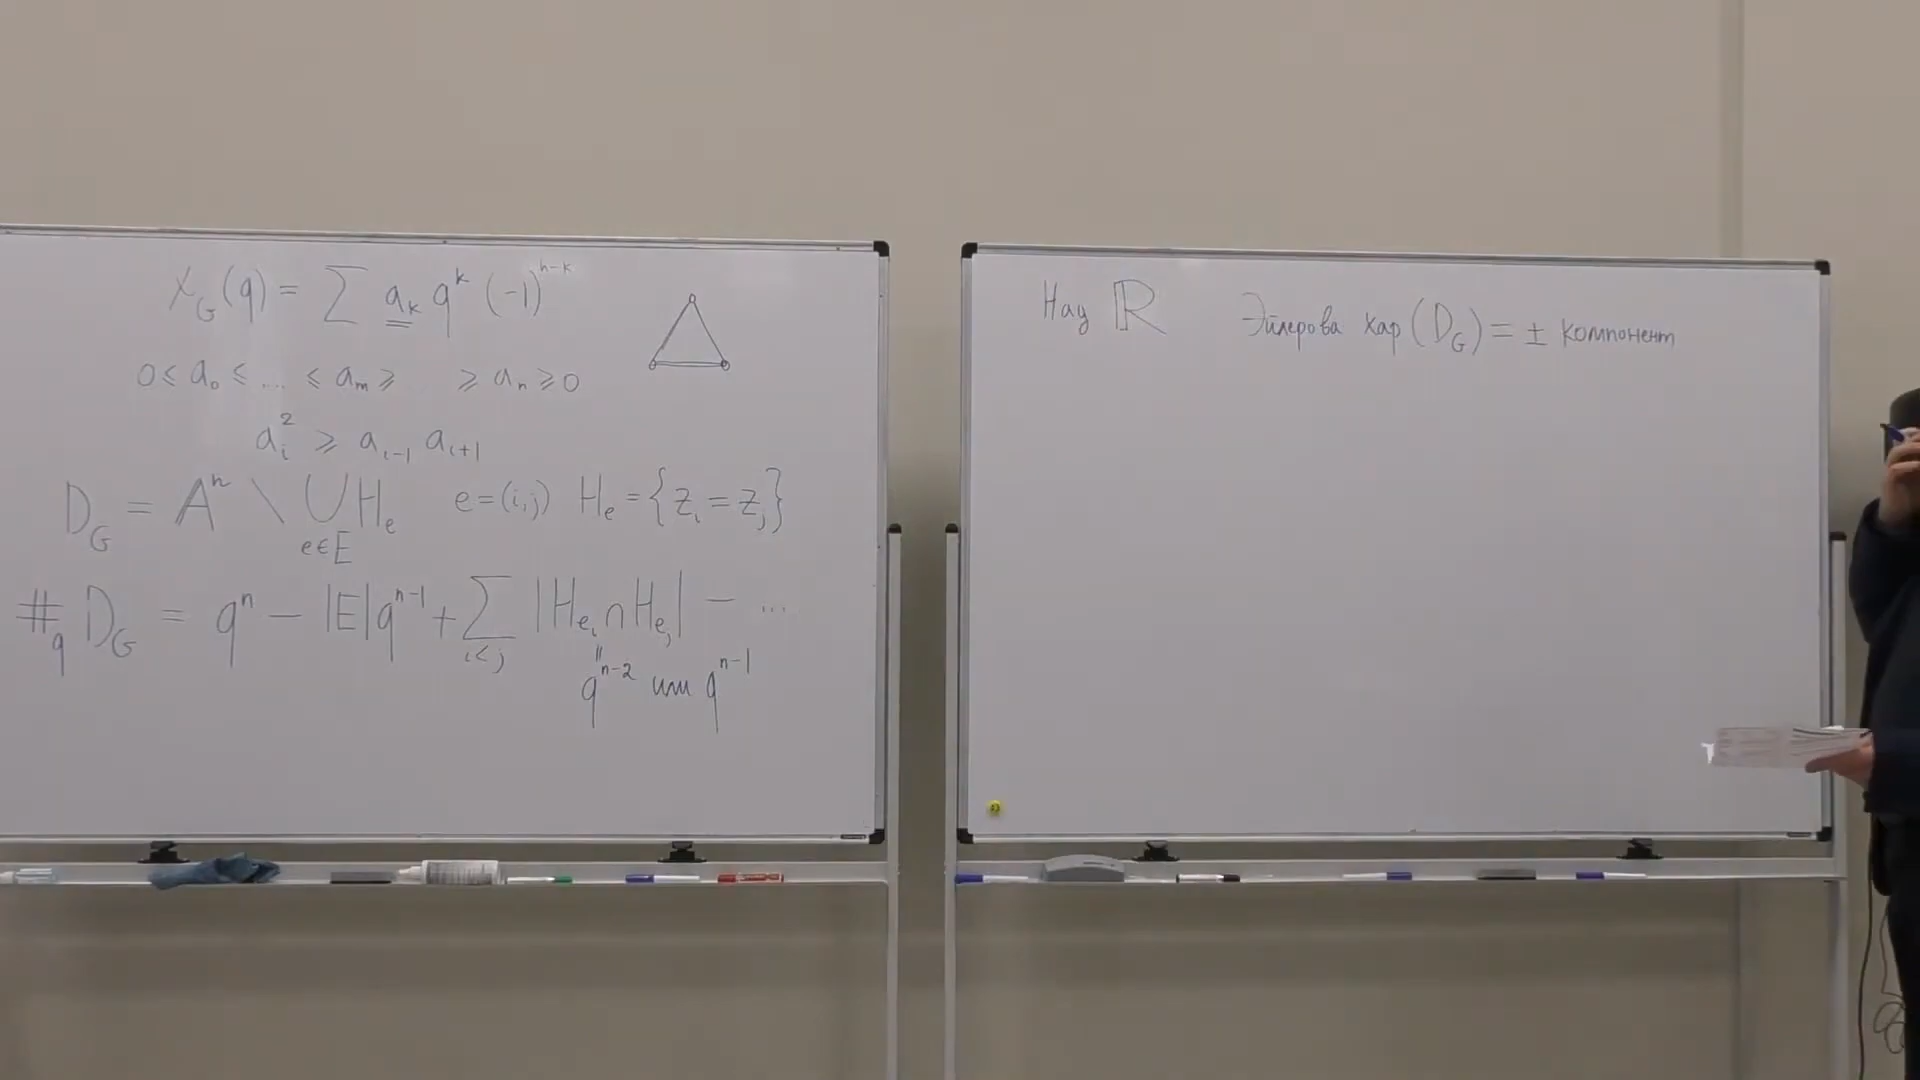 χ_G(q) = ∑ a_k q^k (-1)^{n-k}
0 ⩽ a_0 ⩽ ... ⩽ a_m ⩾ ⩾ a_n ⩾ 0
a_i^2 ⩾ a_{i-1} a_{i+1}
D_G = A^n \ ⋃_{e∈E} H_e e=(i,j) H_e = {z_i = z_j}
#_q D_G = q^n - |E|q^{n-1} + ∑_{i<j} |H_{e_i} ∩ H_{e_j}| - ...
q^{n-2} или q^{n-1}
Над ℝ Эйлерова хар(D_G) = ± компонент